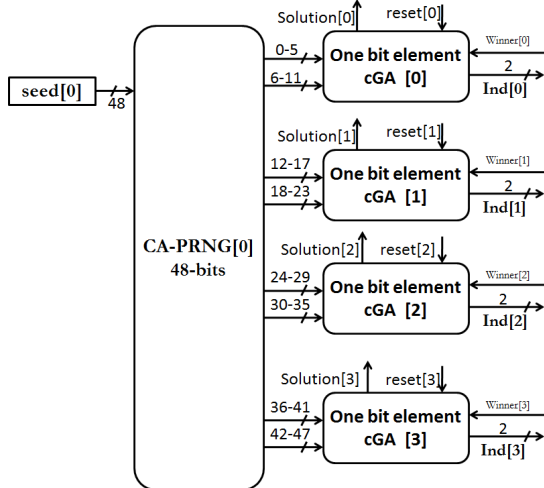 Solution[0]
reset[0]
0-5
6-11
One bit element
cGA [0]
Winner[0]
2
Ind[0]
seed[0]
48
Solution[1]
reset[1]
12-17
18-23
One bit element
cGA [1]
Winner[1]
2
Ind[1]
CA-PRNG[0]
48-bits
Solution[2]
reset[2]
24-29
30-35
One bit element
cGA [2]
Winner[2]
2
Ind[2]
Solution[3]
reset[3]
36-41
42-47
One bit element
cGA [3]
Winner[3]
2
Ind[3]